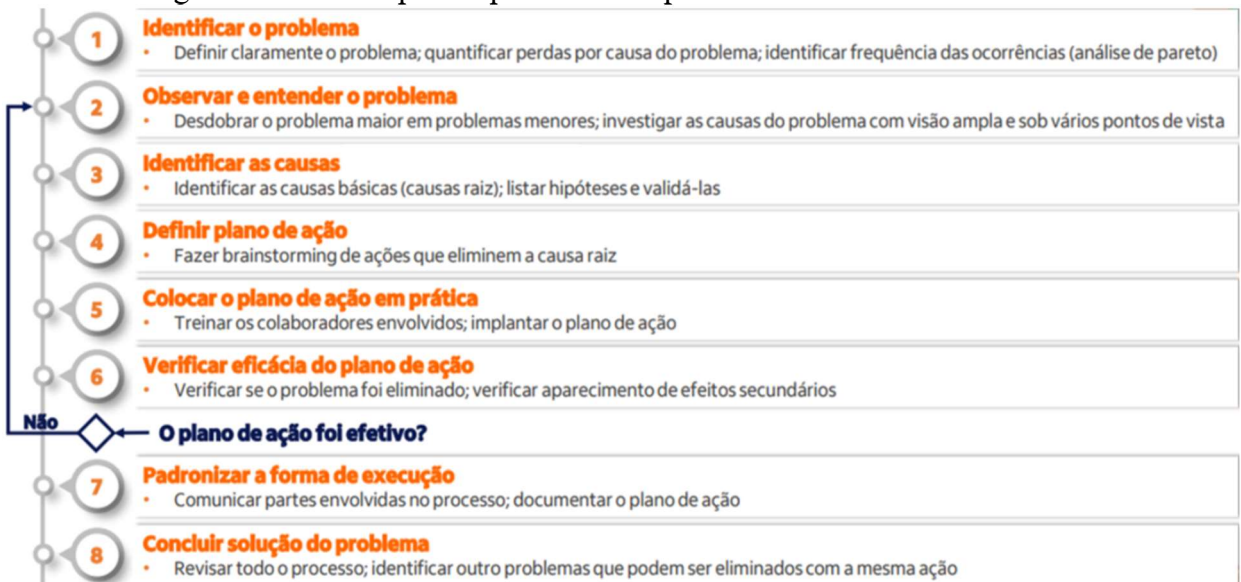 1
Identificar o problema
• Definir claramente o problema; quantificar perdas por causa do problema; identificar frequência das ocorrências (análise de pareto)
2
Observar e entender o problema
• Desdobrar o problema maior em problemas menores; investigar as causas do problema com visão ampla e sob vários pontos de vista
3
Identificar as causas
• Identificar as causas básicas (causas raiz); listar hipóteses e validá-las
4
Definir plano de ação
• Fazer brainstorming de ações que eliminem a causa raiz
5
Colocar o plano de ação em prática
• Treinar os colaboradores envolvidos; implantar o plano de ação
6
Verificar eficácia do plano de ação
• Verificar se o problema foi eliminado; verificar aparecimento de efeitos secundários
Não
O plano de ação foi efetivo?
7
Padronizar a forma de execução
• Comunicar partes envolvidas no processo; documentar o plano de ação
8
Concluir solução do problema
• Revisar todo o processo; identificar outro problemas que podem ser eliminados com a mesma ação